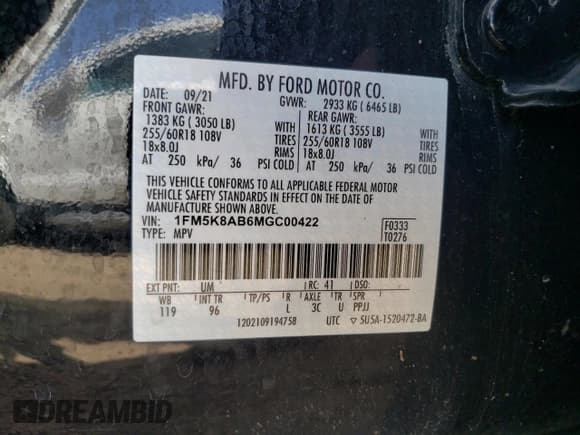 MFD. BY FORD MOTOR CO.
DATE: 09/21 GVWR: 2933 KG ( 6465 LB)
FRONT GAWR: REAR GAWR:
1383 KG ( 3050 LB) WITH 1613 KG ( 3555 LB) WITH
255/60R18 108V TIRES 255/60R18 108V TIRES
18x8.0J RIMS 18x8.0J RIMS
AT 250 kPa/ 36 PSI COLD AT 250 kPa/ 36 PSI COLD
THIS VEHICLE CONFORMS TO ALL APPLICABLE FEDERAL MOTOR
VEHICLE SAFETY STANDARDS IN EFFECT ON THE DATE OF
MANUFACTURE SHOWN ABOVE.
VIN: 1FM5K8AB6MGC00422 F0333
TYPE: MPV T0276
EXT PNT: UM RC: 41 DSO:
WB INT TR TP/PS R AXLE TR SPR
119 96 L 3C U PPJJ
UTC 5U5A-1520472-BA
DREAMBID